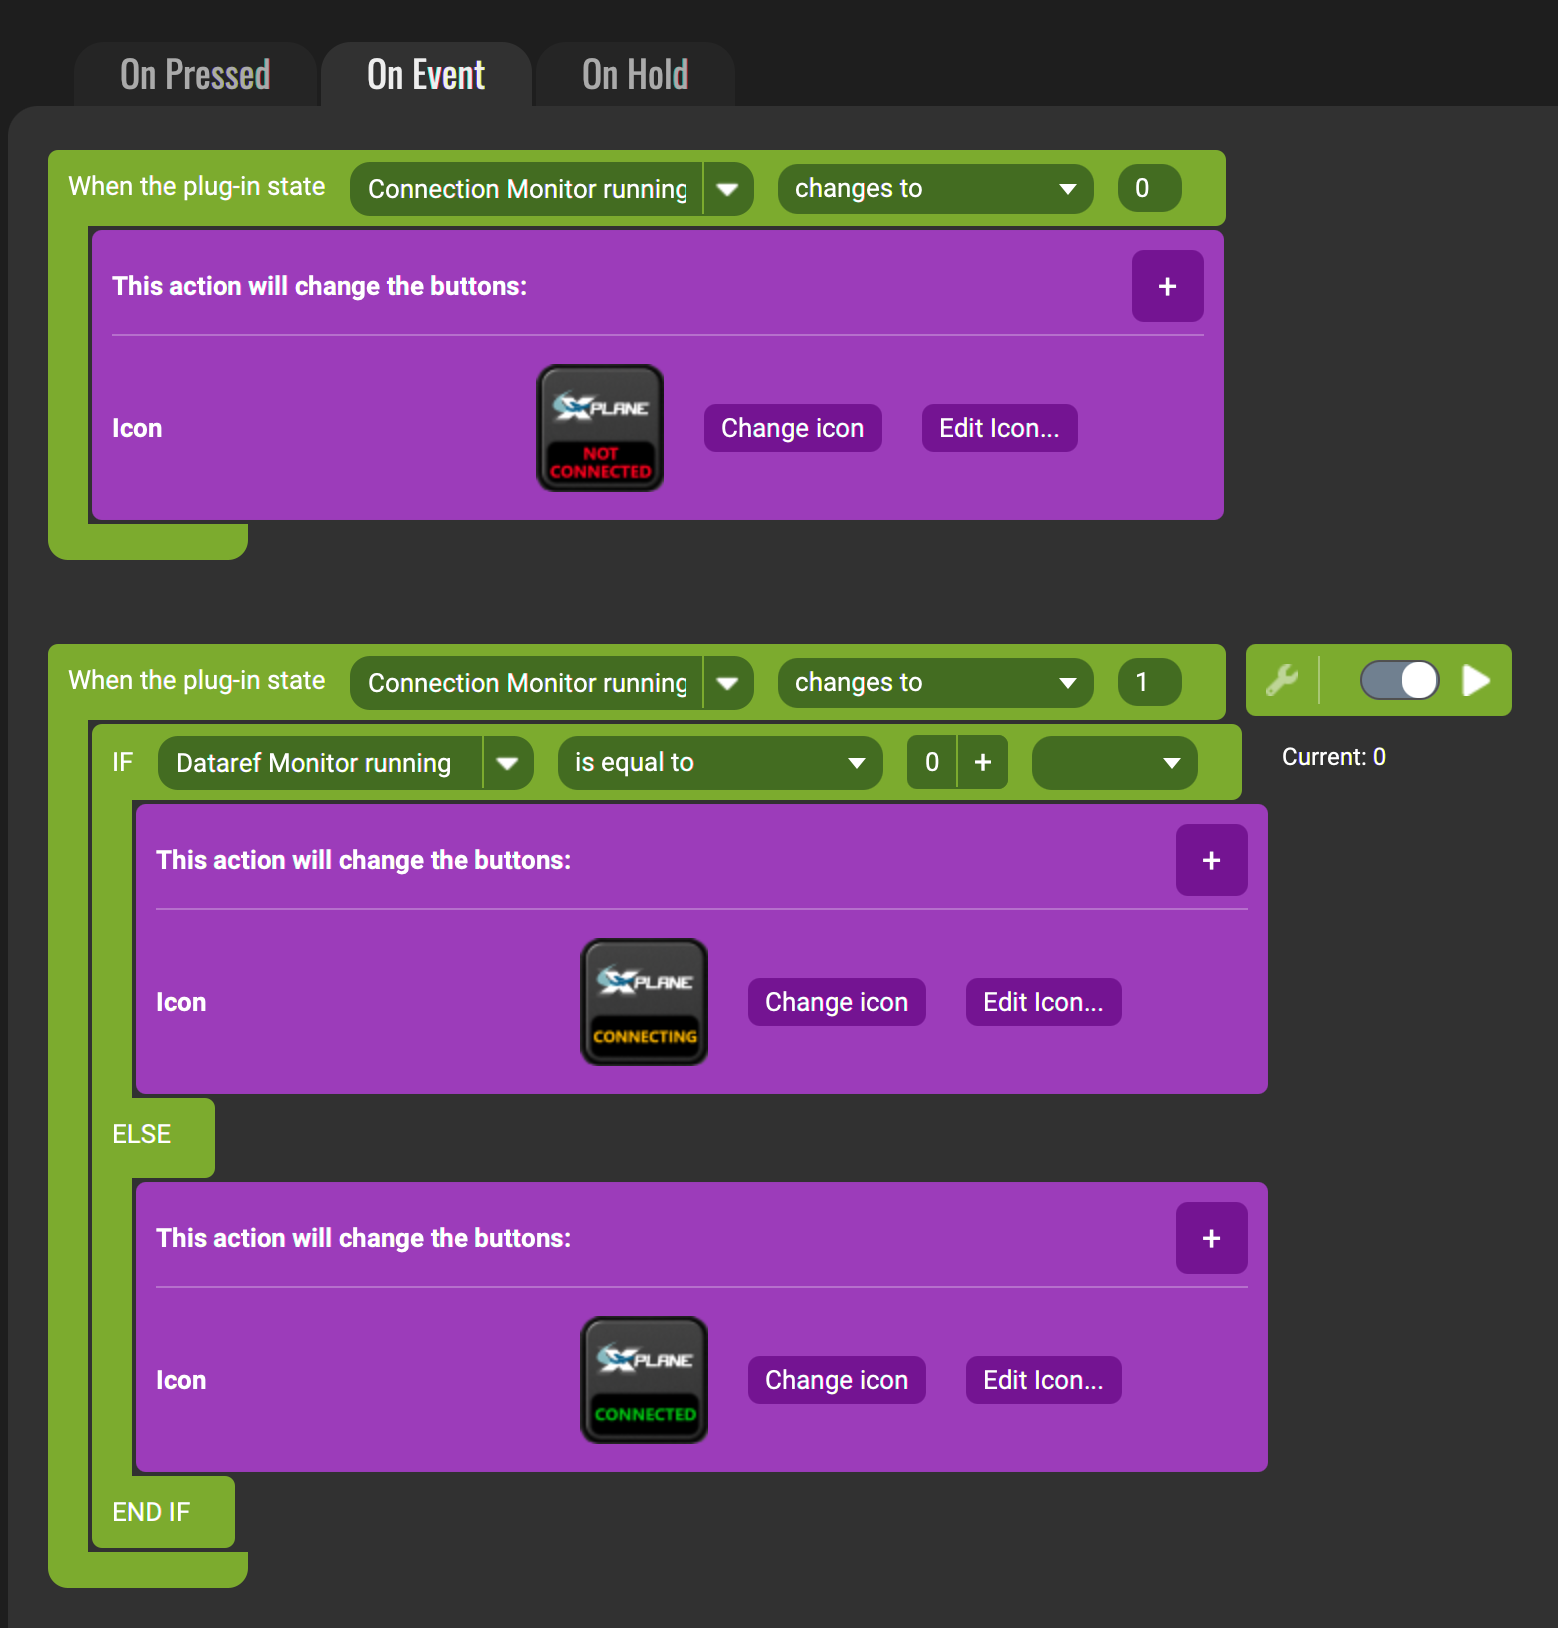 On Pressed On Event On Hold
When the plug-in state Connection Monitor running changes to 0
This action will change the buttons: +
Icon XPLANE NOT CONNECTED Change icon Edit Icon...
When the plug-in state Connection Monitor running changes to 1
IF Dataref Monitor running is equal to 0 + Current: 0
This action will change the buttons: +
Icon XPLANE CONNECTING Change icon Edit Icon...
ELSE
This action will change the buttons: +
Icon XPLANE CONNECTED Change icon Edit Icon...
END IF